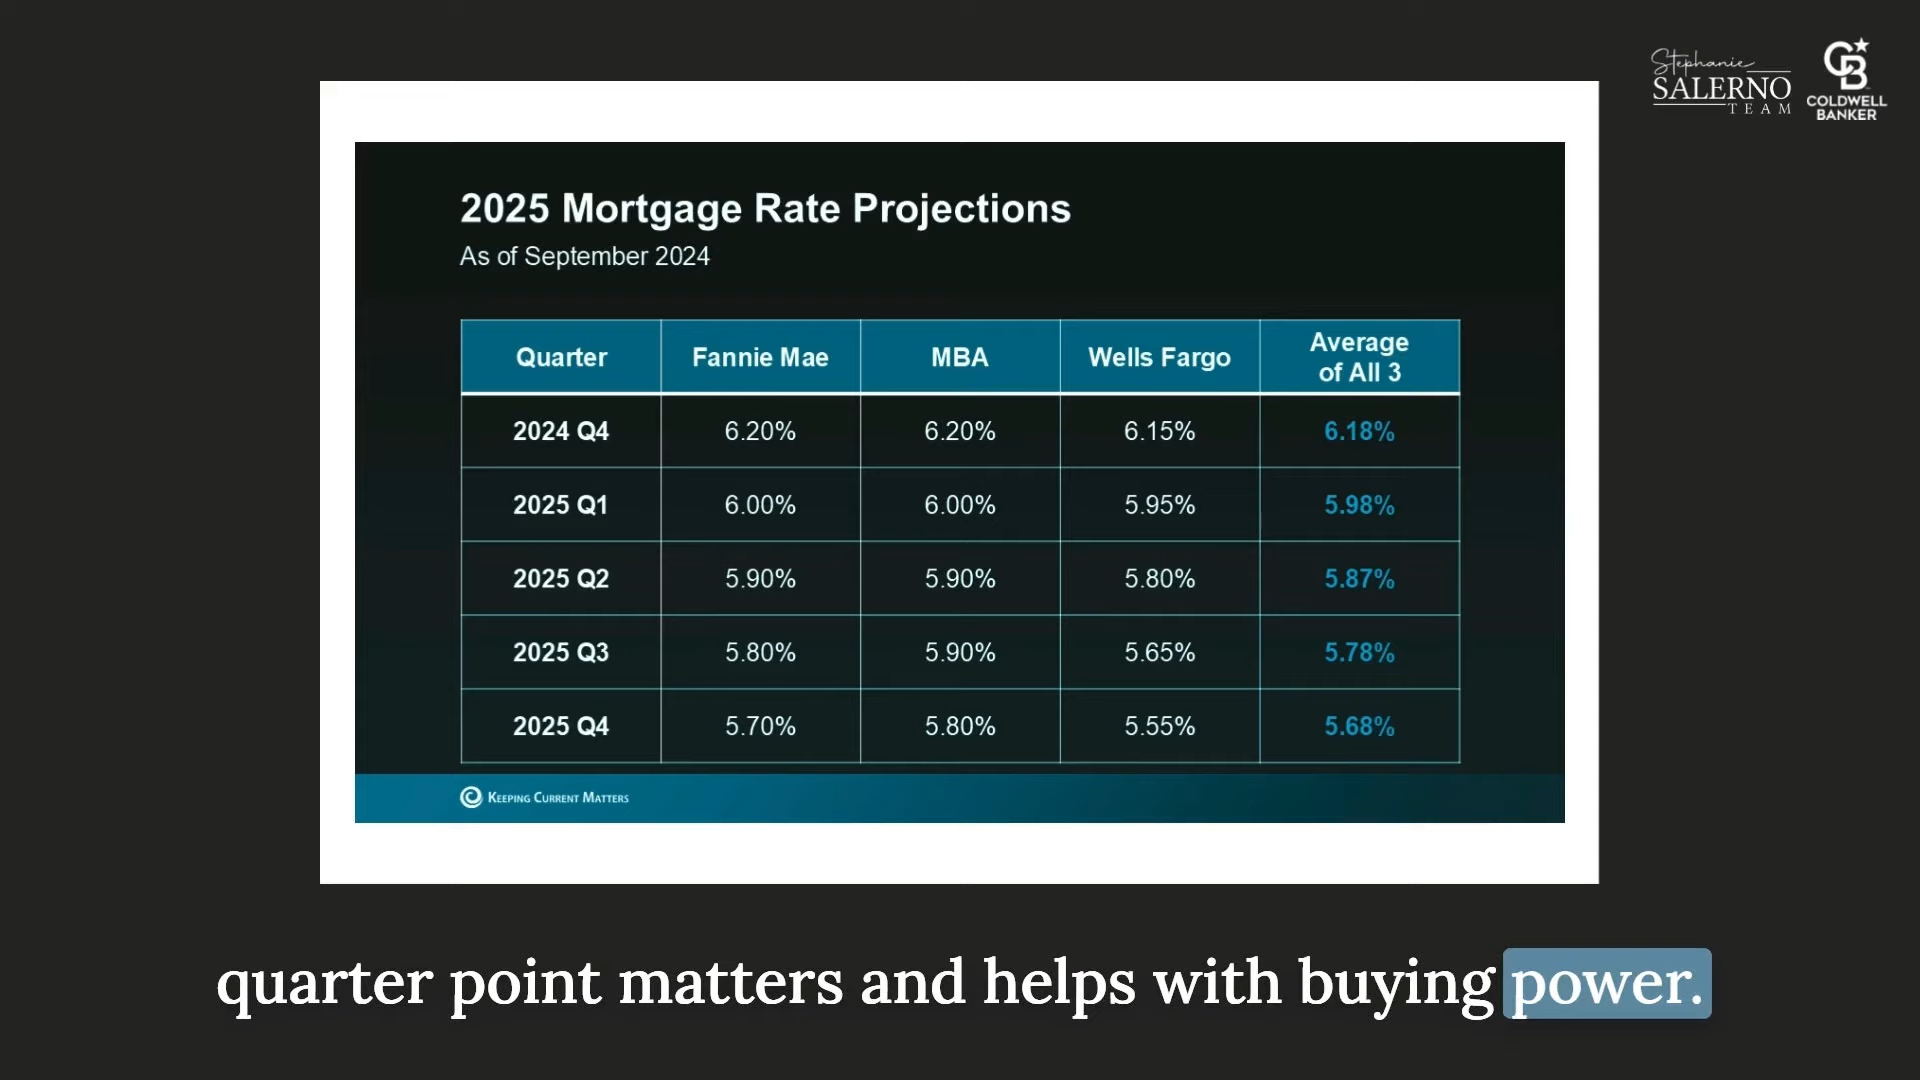 Stephanie
SALERNO
TEAM
COLDWELL
BANKER
2025 Mortgage Rate Projections
As of September 2024
Quarter Fannie Mae MBA Wells Fargo Average of All 3
2024 Q4 6.20% 6.20% 6.15% 6.18%
2025 Q1 6.00% 6.00% 5.95% 5.98%
2025 Q2 5.90% 5.90% 5.80% 5.87%
2025 Q3 5.80% 5.90% 5.65% 5.78%
2025 Q4 5.70% 5.80% 5.55% 5.68%
KEEPING CURRENT MATTERS
quarter point matters and helps with buying power.